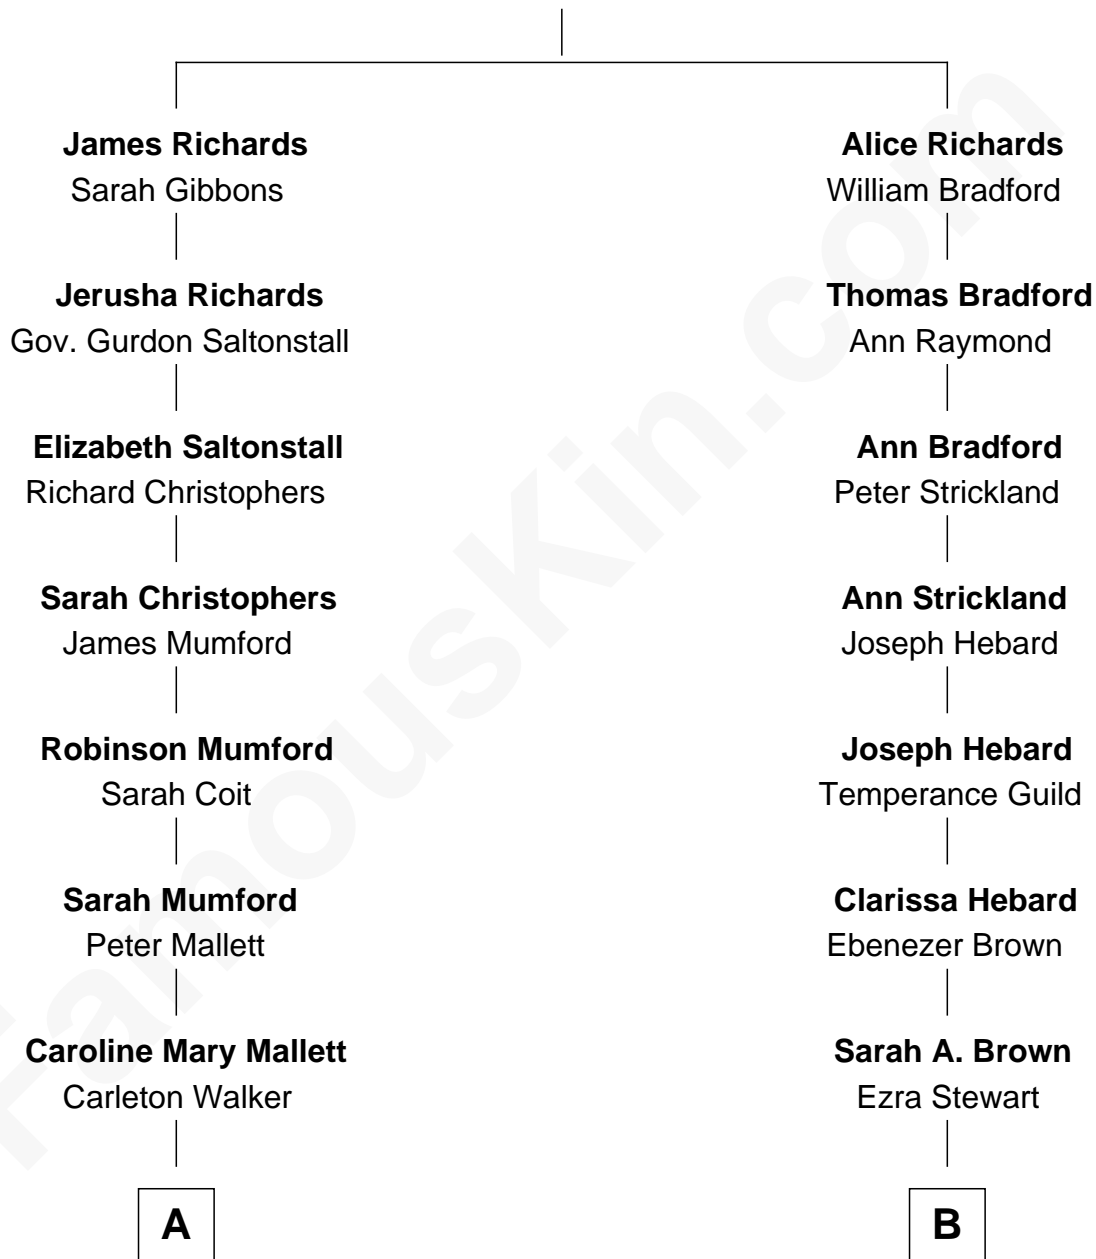 James Richards
Sarah Gibbons
Jerusha Richards
Gov. Gurdon Saltonstall
Elizabeth Saltonstall
Richard Christophers
Sarah Christophers
James Mumford
Robinson Mumford
Sarah Coit
Sarah Mumford
Peter Mallett
Caroline Mary Mallett
Carleton Walker
A
Alice Richards
William Bradford
Thomas Bradford
Ann Raymond
Ann Bradford
Peter Strickland
Ann Strickland
Joseph Hebard
Joseph Hebard
Temperance Guild
Clarissa Hebard
Ebenezer Brown
Sarah A. Brown
Ezra Stewart
B
FamousKin.com